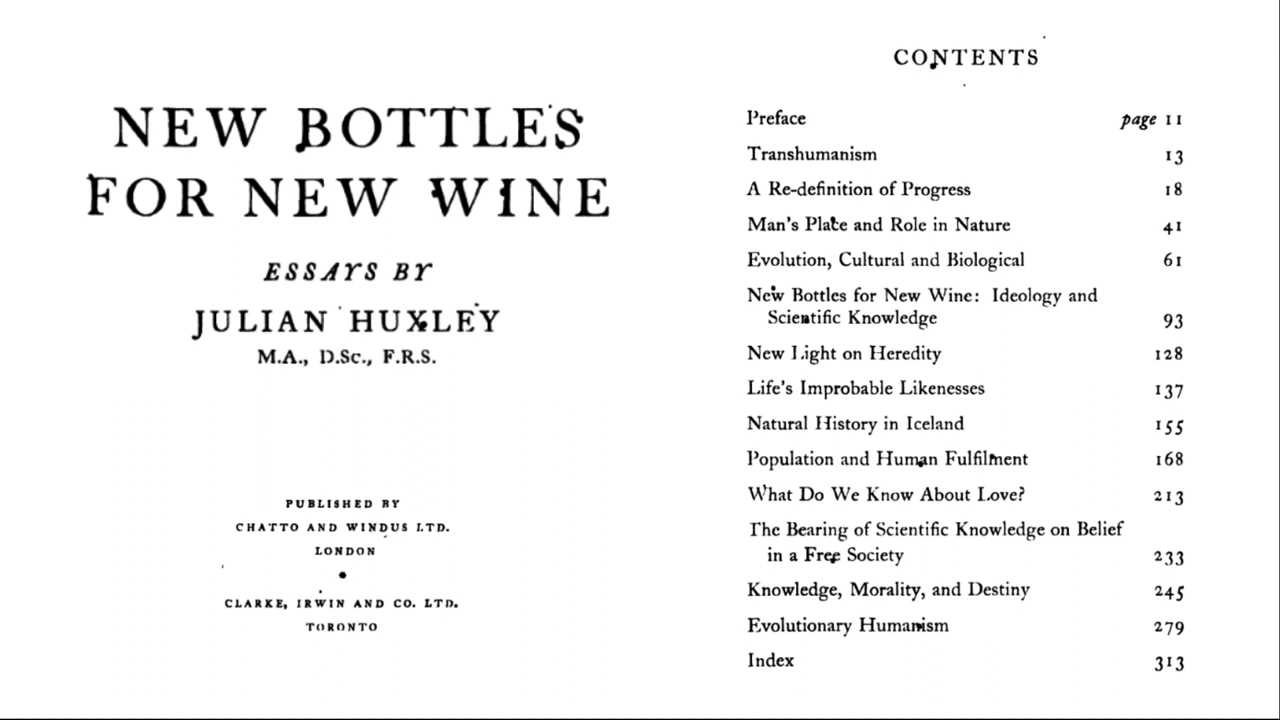 NEW BOTTLES
FOR NEW WINE
ESSAYS BY
JULIAN HUXLEY
M.A., D.Sc., F.R.S.
PUBLISHED BY
CHATTO AND WINDUS LTD.
LONDON
CLARKE, IRWIN AND CO. LTD.
TORONTO
CONTENTS
Preface page 11
Transhumanism 13
A Re-definition of Progress 18
Man's Place and Role in Nature 41
Evolution, Cultural and Biological 61
New Bottles for New Wine: Ideology and
Scientific Knowledge 93
New Light on Heredity 128
Life's Improbable Likenesses 137
Natural History in Iceland 155
Population and Human Fulfilment 168
What Do We Know About Love? 213
The Bearing of Scientific Knowledge on Belief
in a Free Society 233
Knowledge, Morality, and Destiny 245
Evolutionary Humanism 279
Index 313